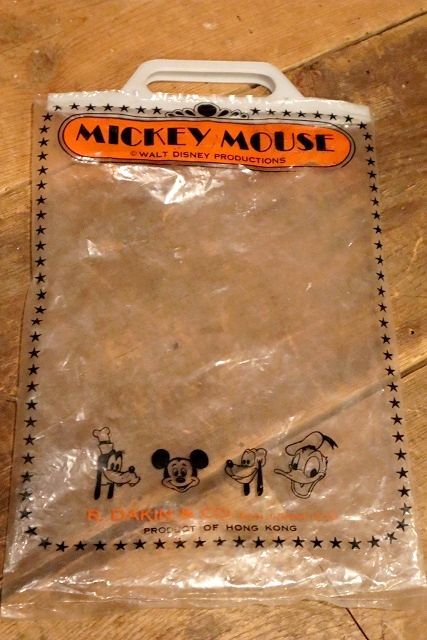 MICKEY MOUSE
© WALT DISNEY PRODUCTIONS
R. DAKIN & CO.
PRODUCT OF HONG KONG